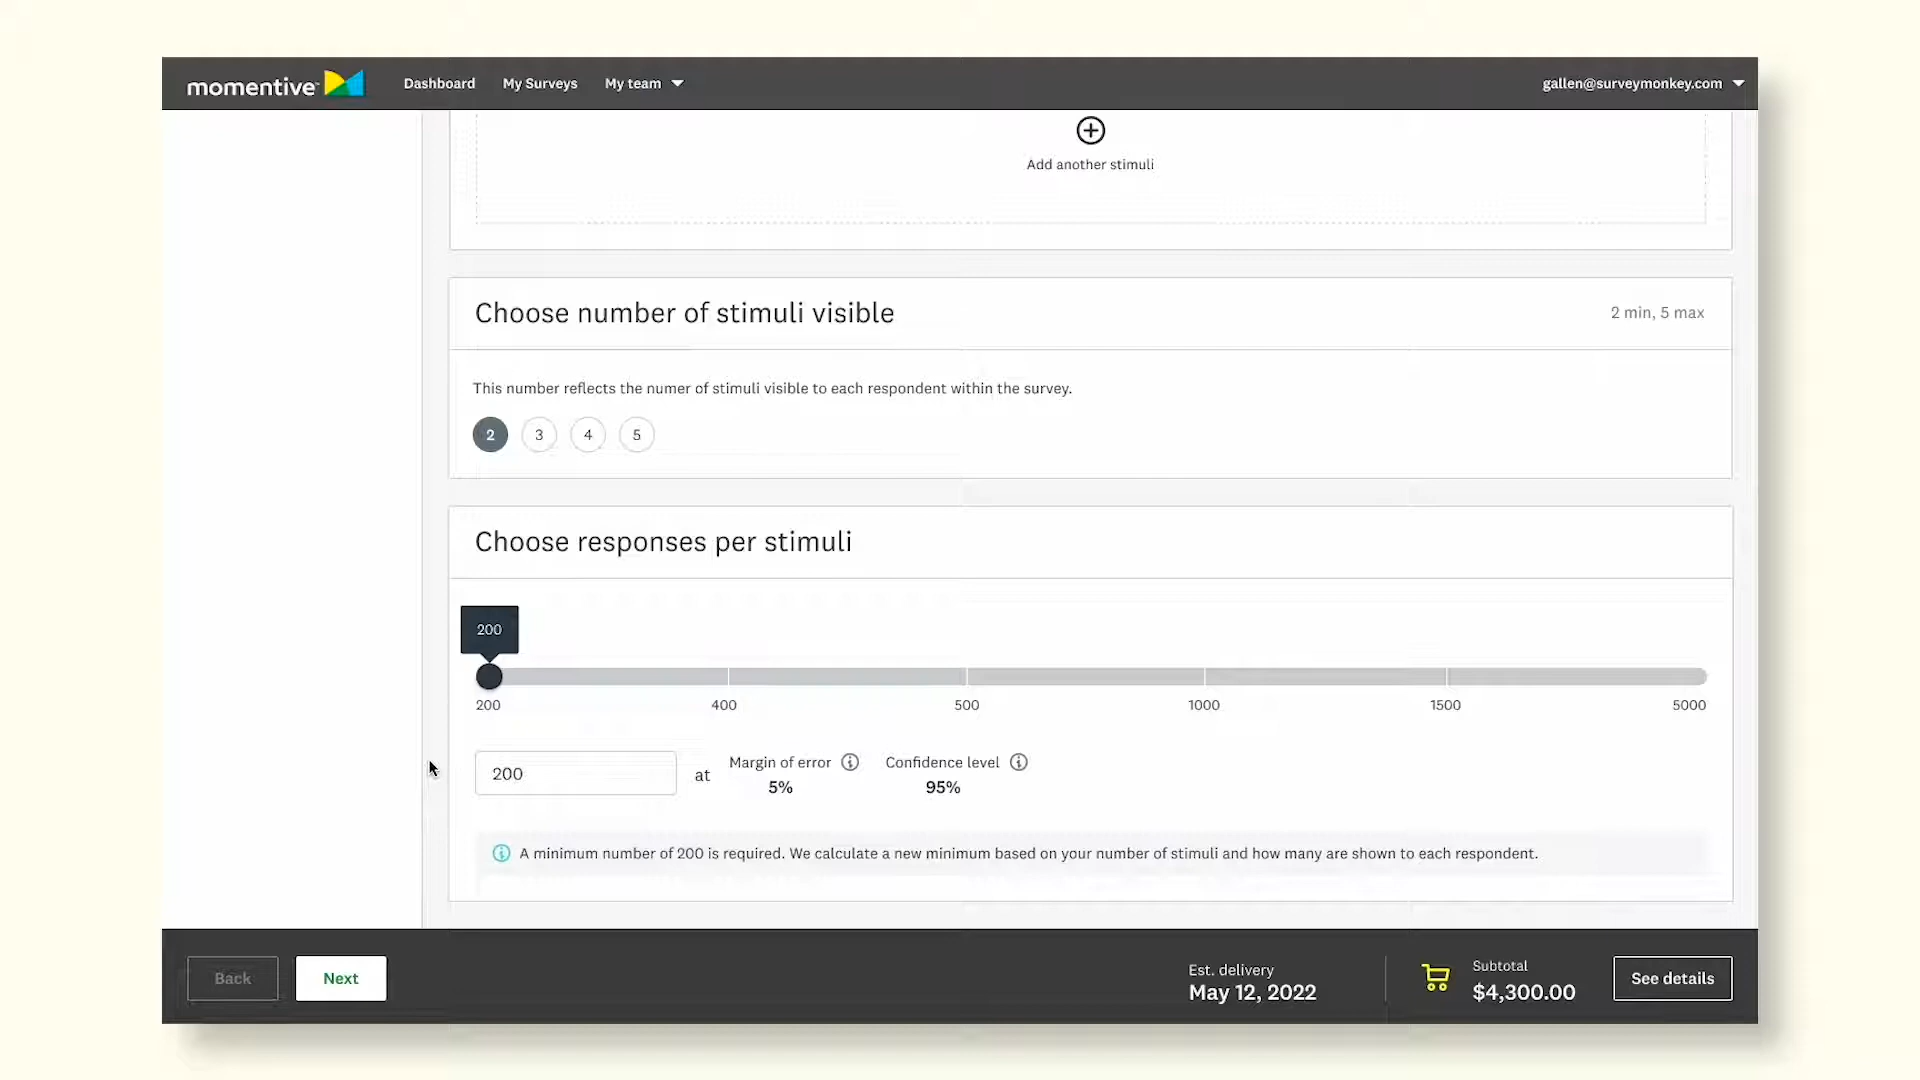 momentive
Dashboard My Surveys My team
gallen@surveymonkey.com
Add another stimuli
Choose number of stimuli visible
2 min, 5 max
This number reflects the numer of stimuli visible to each respondent within the survey.
2 3 4 5
Choose responses per stimuli
200
200 400 500 1000 1500 5000
200 at
Margin of error Confidence level
5% 95%
A minimum number of 200 is required. We calculate a new minimum based on your number of stimuli and how many are shown to each respondent.
Back Next
Est. delivery
May 12, 2022
Subtotal
$4,300.00
See details